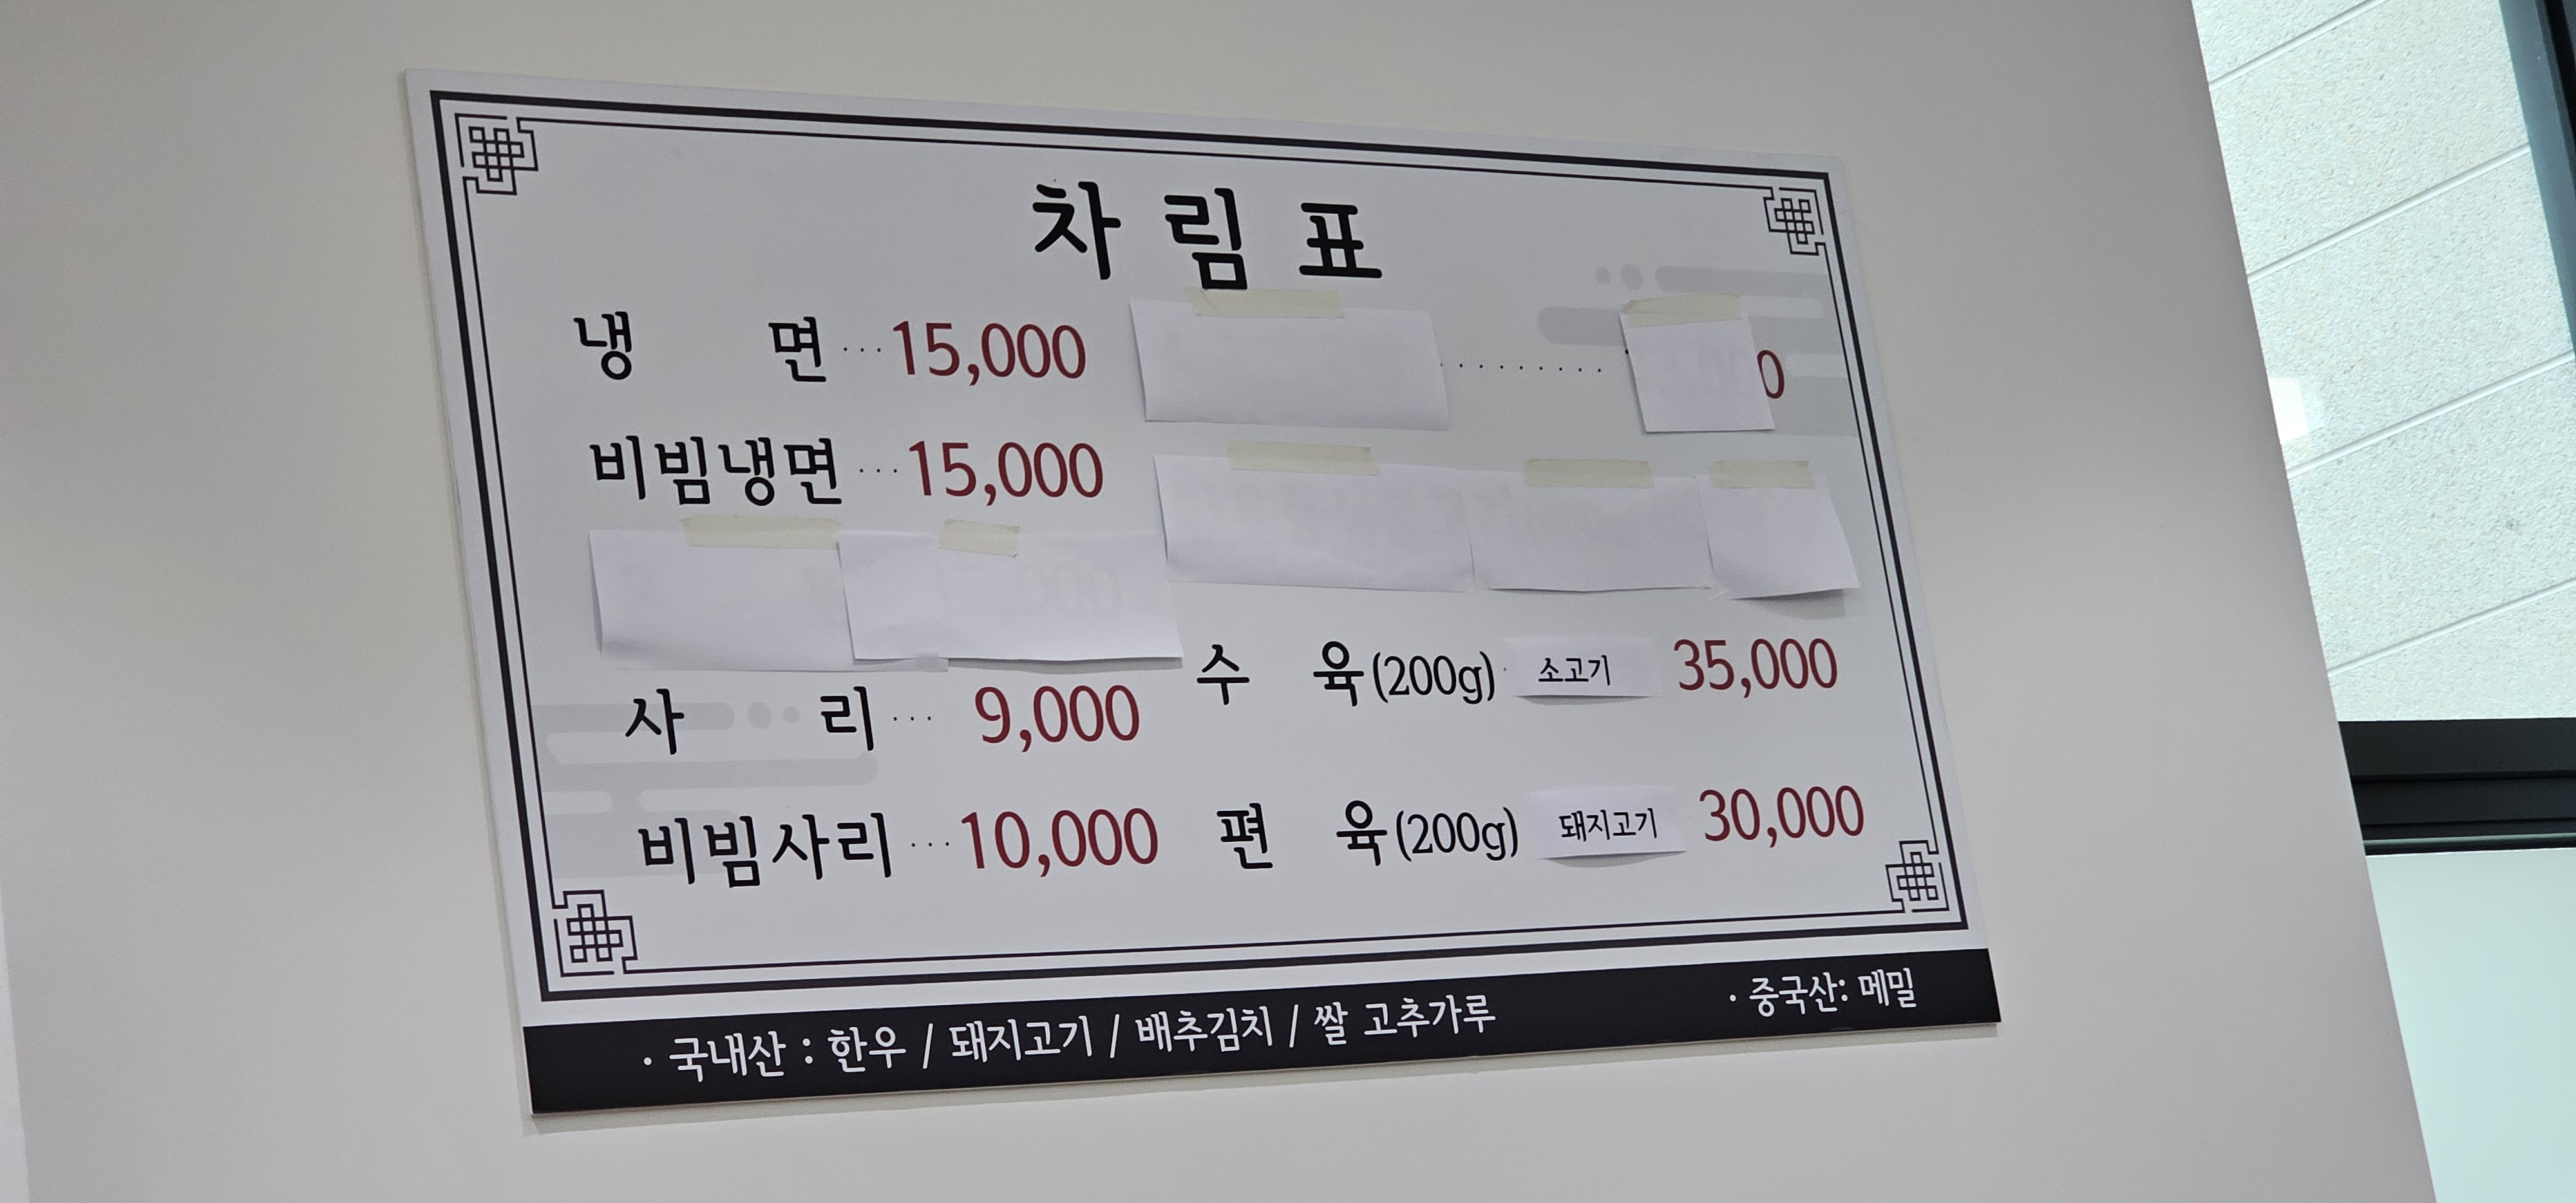 차림표
냉 면 ··· 15,000
비빔냉면 ··· 15,000
사 리 ··· 9,000
비빔사리 ··· 10,000
수 육(200g) 소고기 35,000
편 육(200g) 돼지고기 30,000
· 국내산 : 한우 / 돼지고기 / 배추김치 / 쌀 고추가루
· 중국산: 메밀